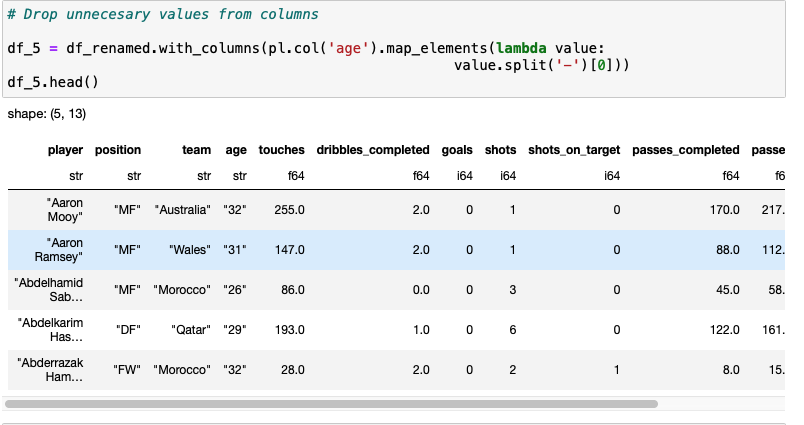 # Drop unnecesary values from columns
df_5 = df_renamed.with_columns(pl.col('age').map_elements(lambda value:
value.split('-')[0]))
df_5.head()
shape: (5, 13)
player position team age touches dribbles_completed goals shots shots_on_target passes_completed passe
str str str str f64 f64 i64 i64 i64 f64 f6
"Aaron
Mooy" "MF" "Australia" "32" 255.0 2.0 0 1 0 170.0 217.
"Aaron
Ramsey" "MF" "Wales" "31" 147.0 2.0 0 1 0 88.0 112.
"Abdelhamid
Sab... "MF" "Morocco" "26" 86.0 0.0 0 3 0 45.0 58.
"Abdelkarim
Has... "DF" "Qatar" "29" 193.0 1.0 0 6 0 122.0 161.
"Abderrazak
Ham... "FW" "Morocco" "32" 28.0 2.0 0 2 1 8.0 15.